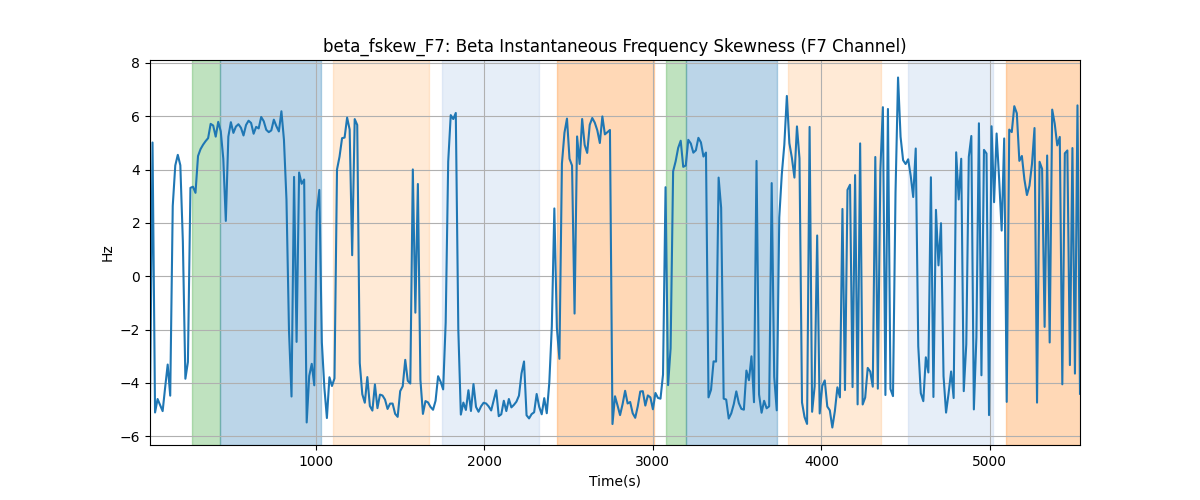 beta_fskew_F7: Beta Instantaneous Frequency Skewness (F7 Channel)
8
6
4
2
0
−2
−4
−6
Hz
1000 2000 3000 4000 5000
Time(s)